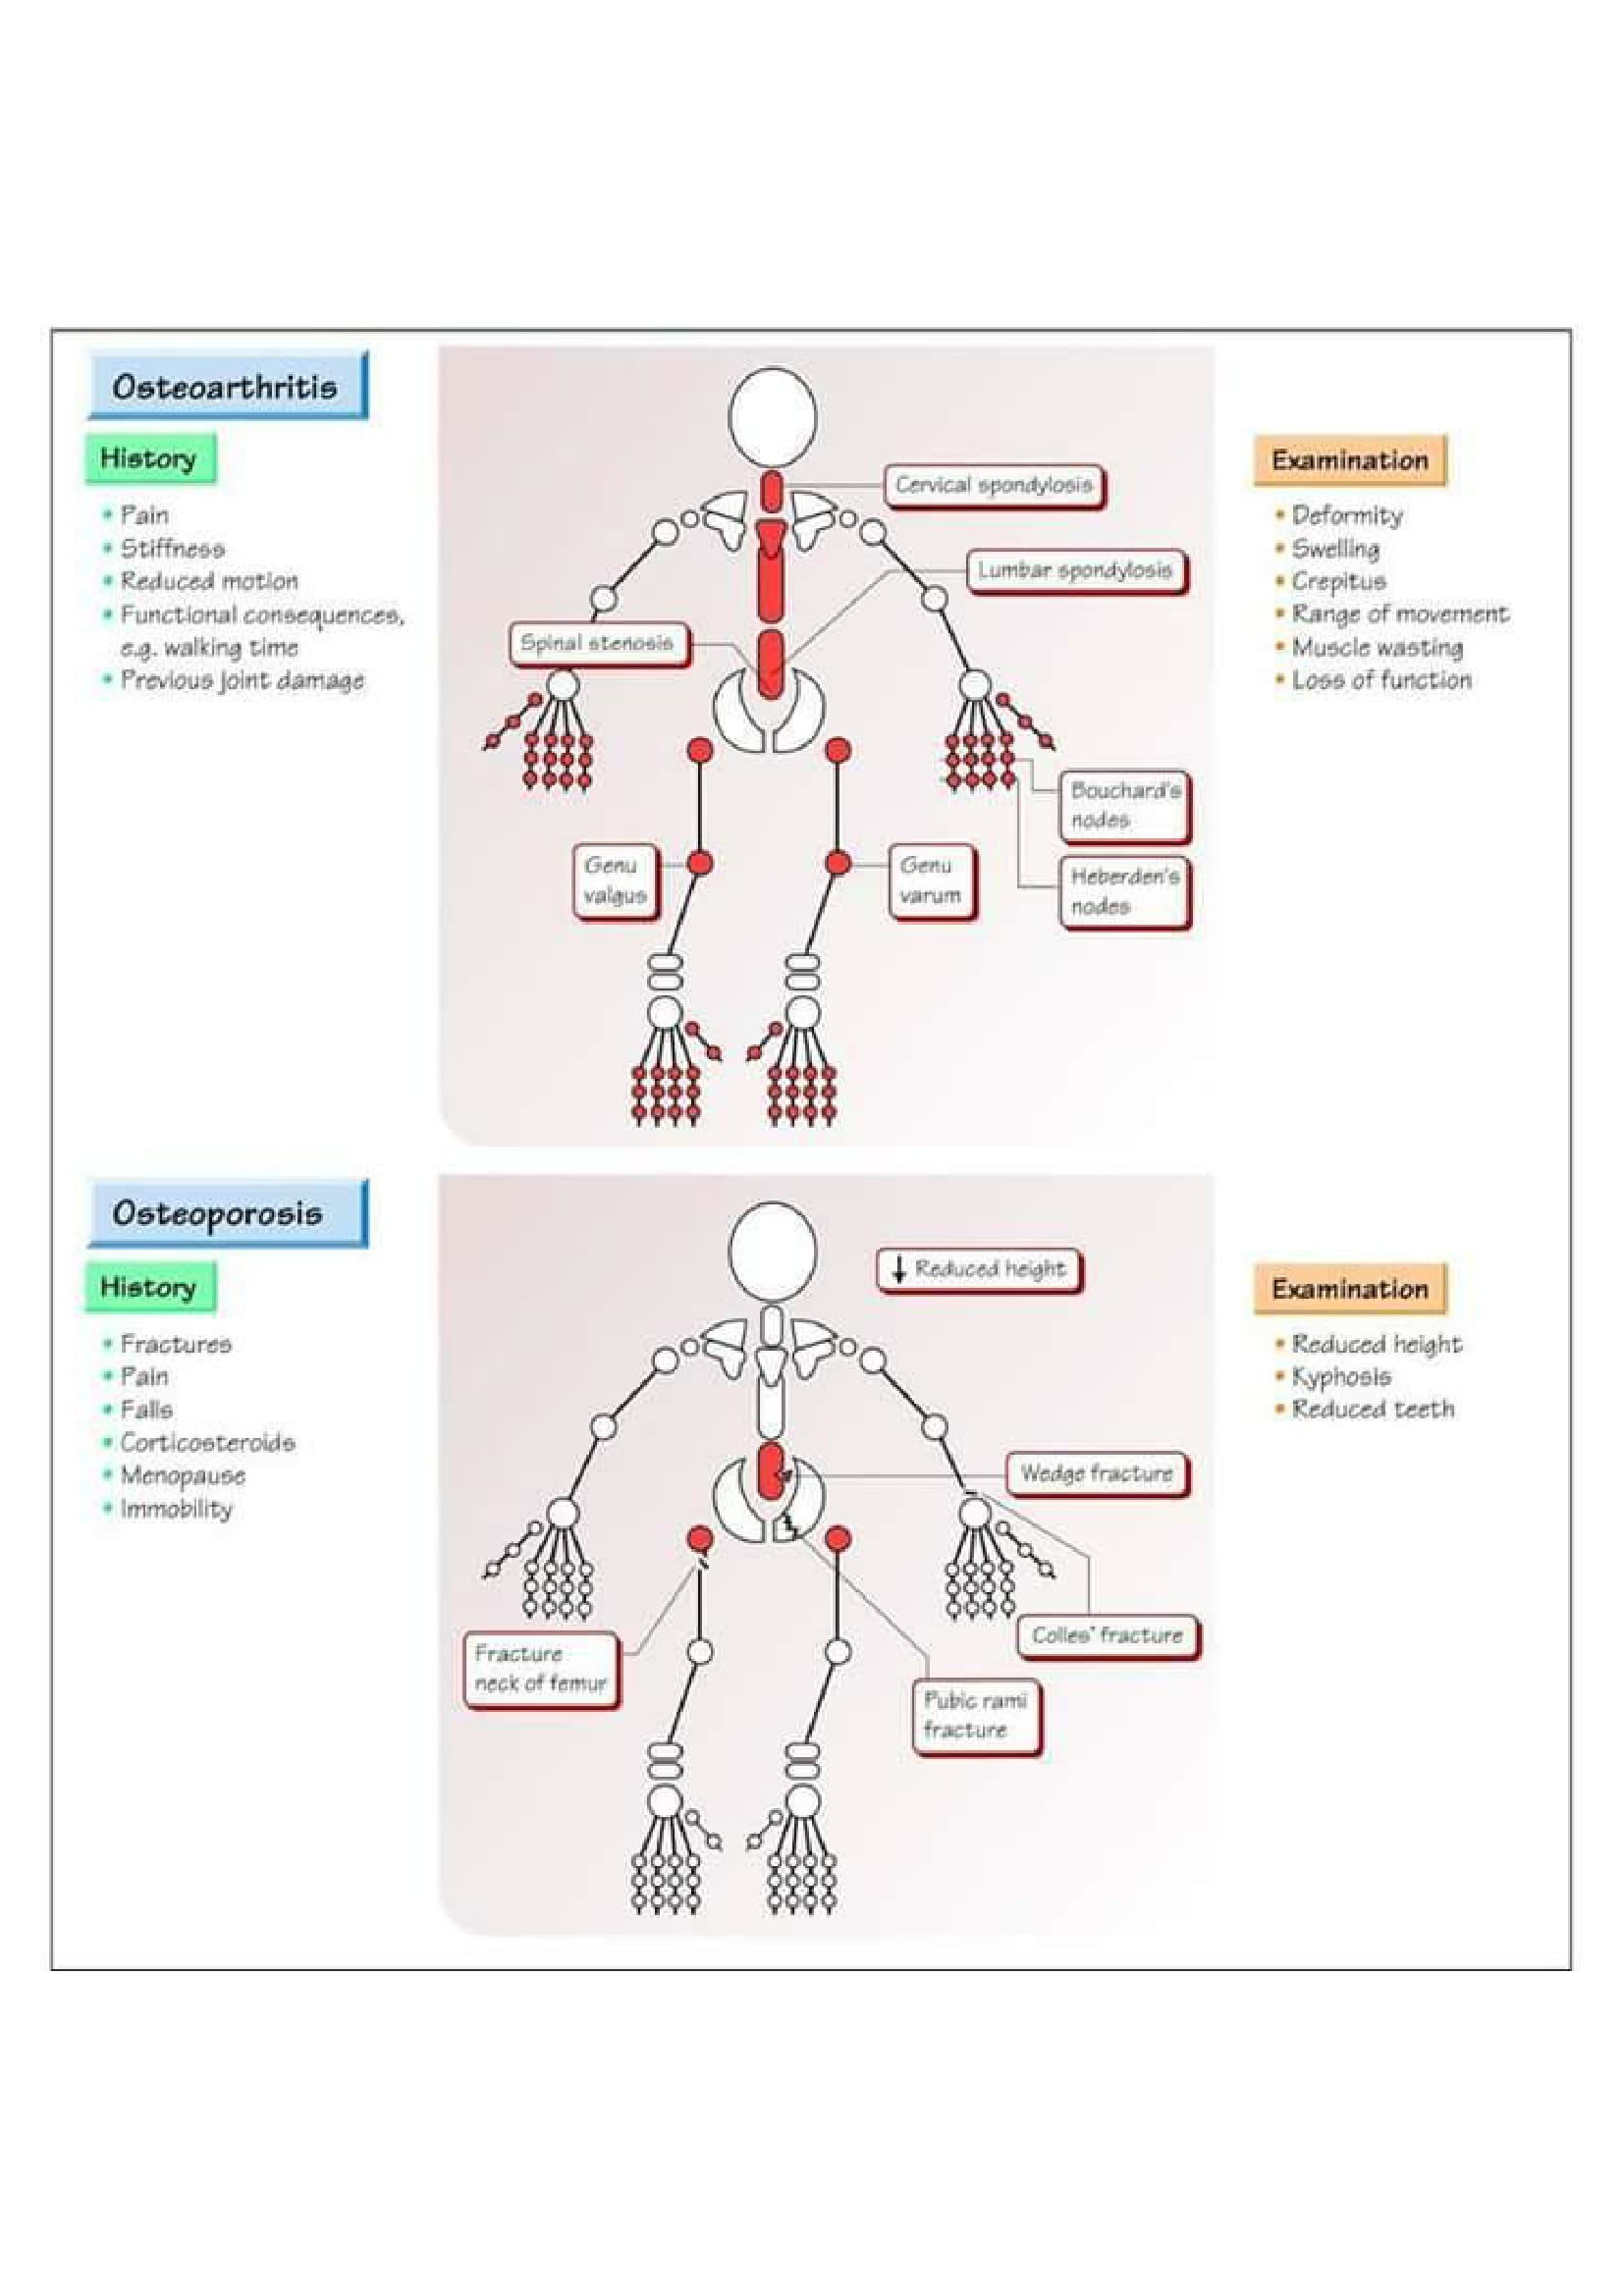 Osteoarthritis
History
• Pain
• Stiffness
• Reduced motion
• Functional consequences,
e.g. walking time
• Previous joint damage
Cervical spondylosis
Lumbar spondylosis
Spinal stenosis
Bouchard's
nodes
Heberden's
nodes
Genu
valgus
Genu
varum
Examination
• Deformity
• Swelling
• Crepitus
• Range of movement
• Muscle wasting
• Loss of function
Osteoporosis
History
• Fractures
• Pain
• Falls
• Corticosteroids
• Menopause
• Immobility
↓ Reduced height
Wedge fracture
Colles' fracture
Fracture
neck of femur
Pubic rami
fracture
Examination
• Reduced height
• Kyphosis
• Reduced teeth